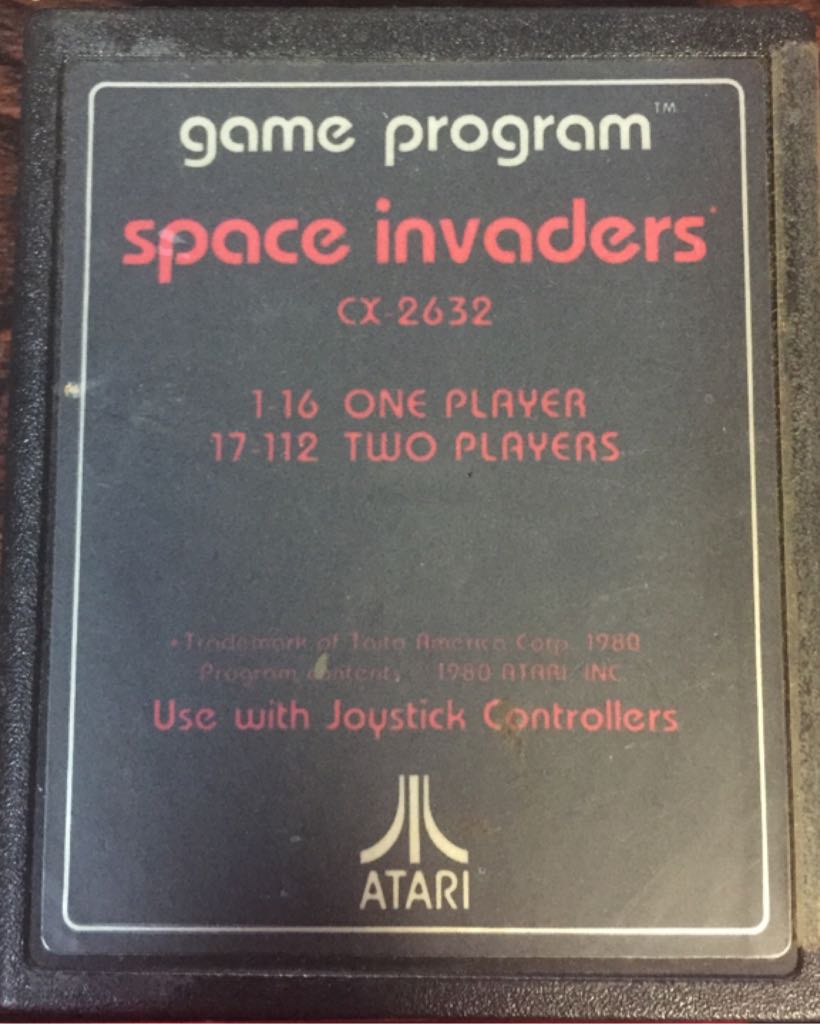 game program™
space invaders*
CX-2632
1-16 ONE PLAYER
17-112 TWO PLAYERS
*Trademark of Taito America Corp. 1980
Program contents 1980 ATARI INC
Use with Joystick Controllers
ATARI